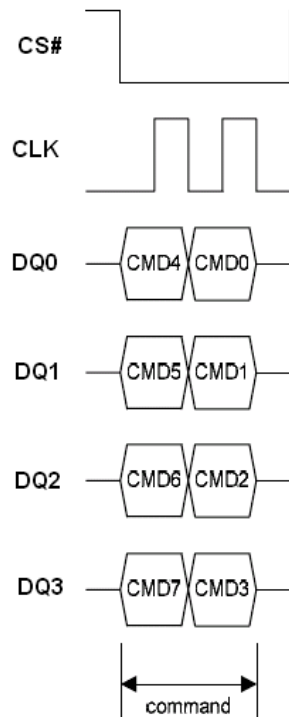 CS#
CLK
DQ0 CMD4 CMD0
DQ1 CMD5 CMD1
DQ2 CMD6 CMD2
DQ3 CMD7 CMD3
command